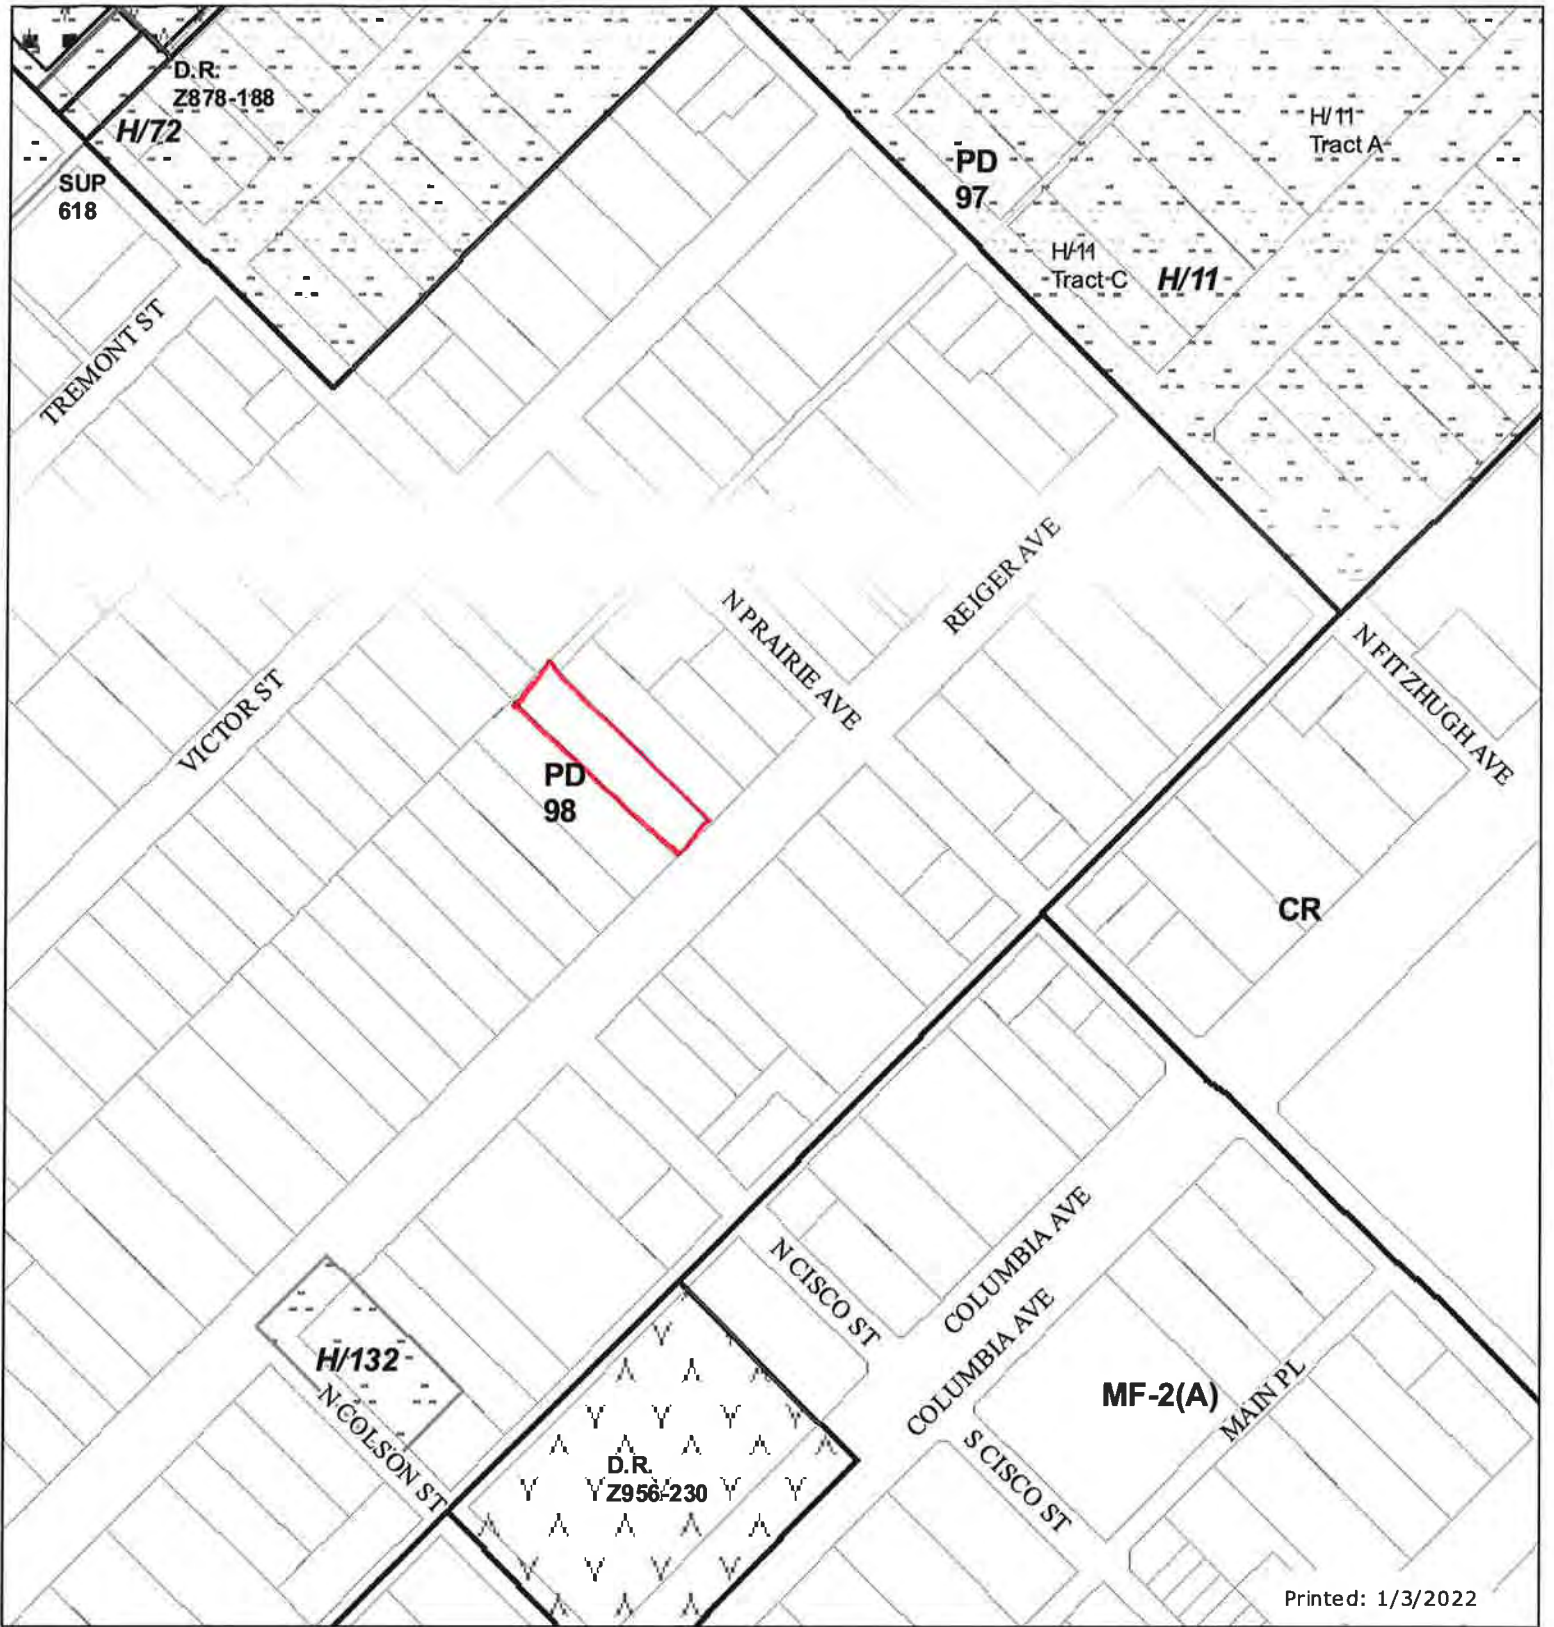 D.R.
Z878-188
H/72
SUP
618
H/11
Tract A
PD
97
H/11
Tract C
H/11
TREMONT ST
REIGER AVE
N PRAIRIE AVE
N FITZHUGH AVE
VICTOR ST
PD
98
CR
COLUMBIA AVE
N CISCO ST
COLUMBIA AVE
H/132
MF-2(A)
MAIN PL
N COLSON ST
S CISCO ST
D.R.
Z956-230
Printed: 1/3/2022